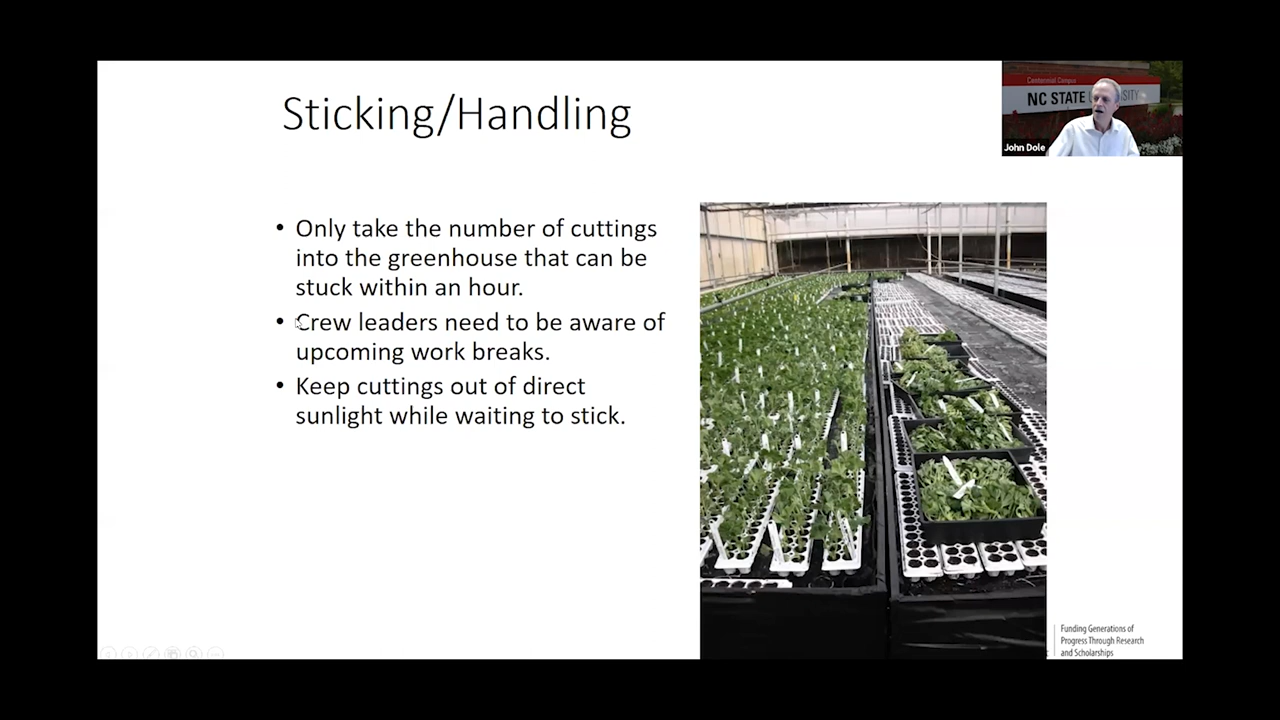 Sticking/Handling
Centennial Campus
NC STATE
John Dole
• Only take the number of cuttings
into the greenhouse that can be
stuck within an hour.
• Crew leaders need to be aware of
upcoming work breaks.
• Keep cuttings out of direct
sunlight while waiting to stick.
Funding Generations of
Progress Through Research
and Scholarships